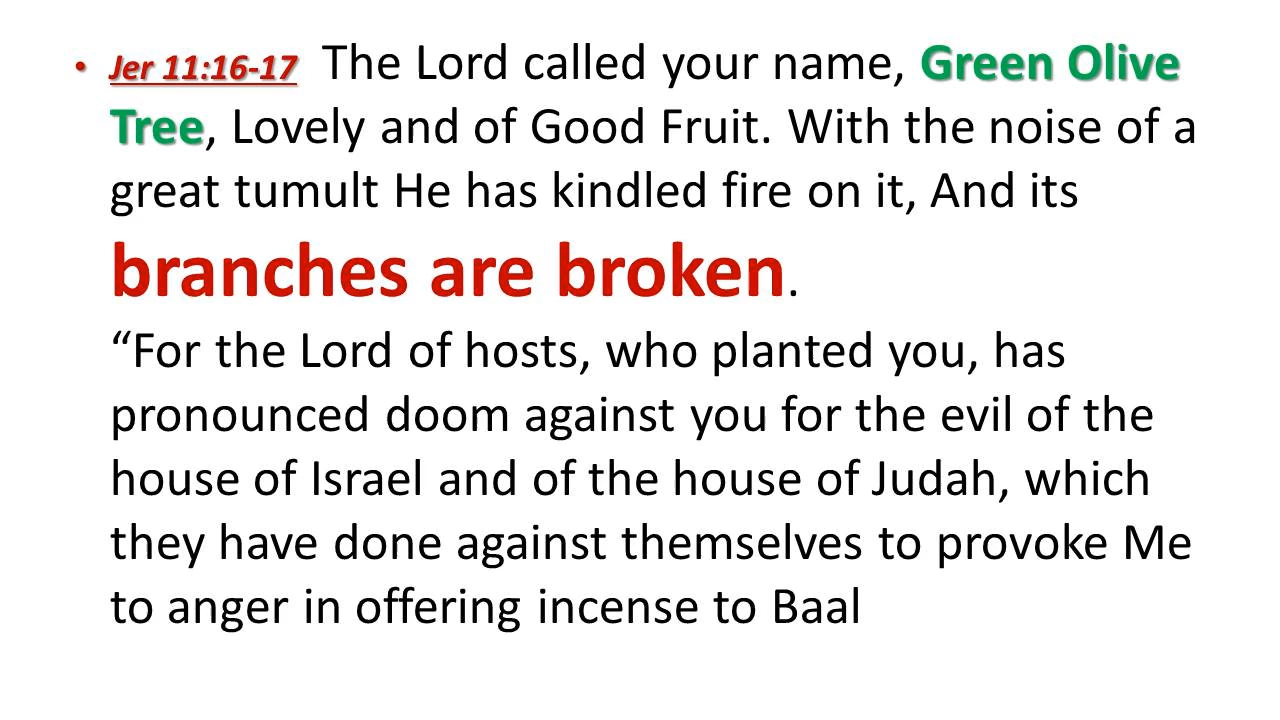 • Jer 11:16-17 The Lord called your name, Green Olive
Tree, Lovely and of Good Fruit. With the noise of a
great tumult He has kindled fire on it, And its
branches are broken.
“For the Lord of hosts, who planted you, has
pronounced doom against you for the evil of the
house of Israel and of the house of Judah, which
they have done against themselves to provoke Me
to anger in offering incense to Baal